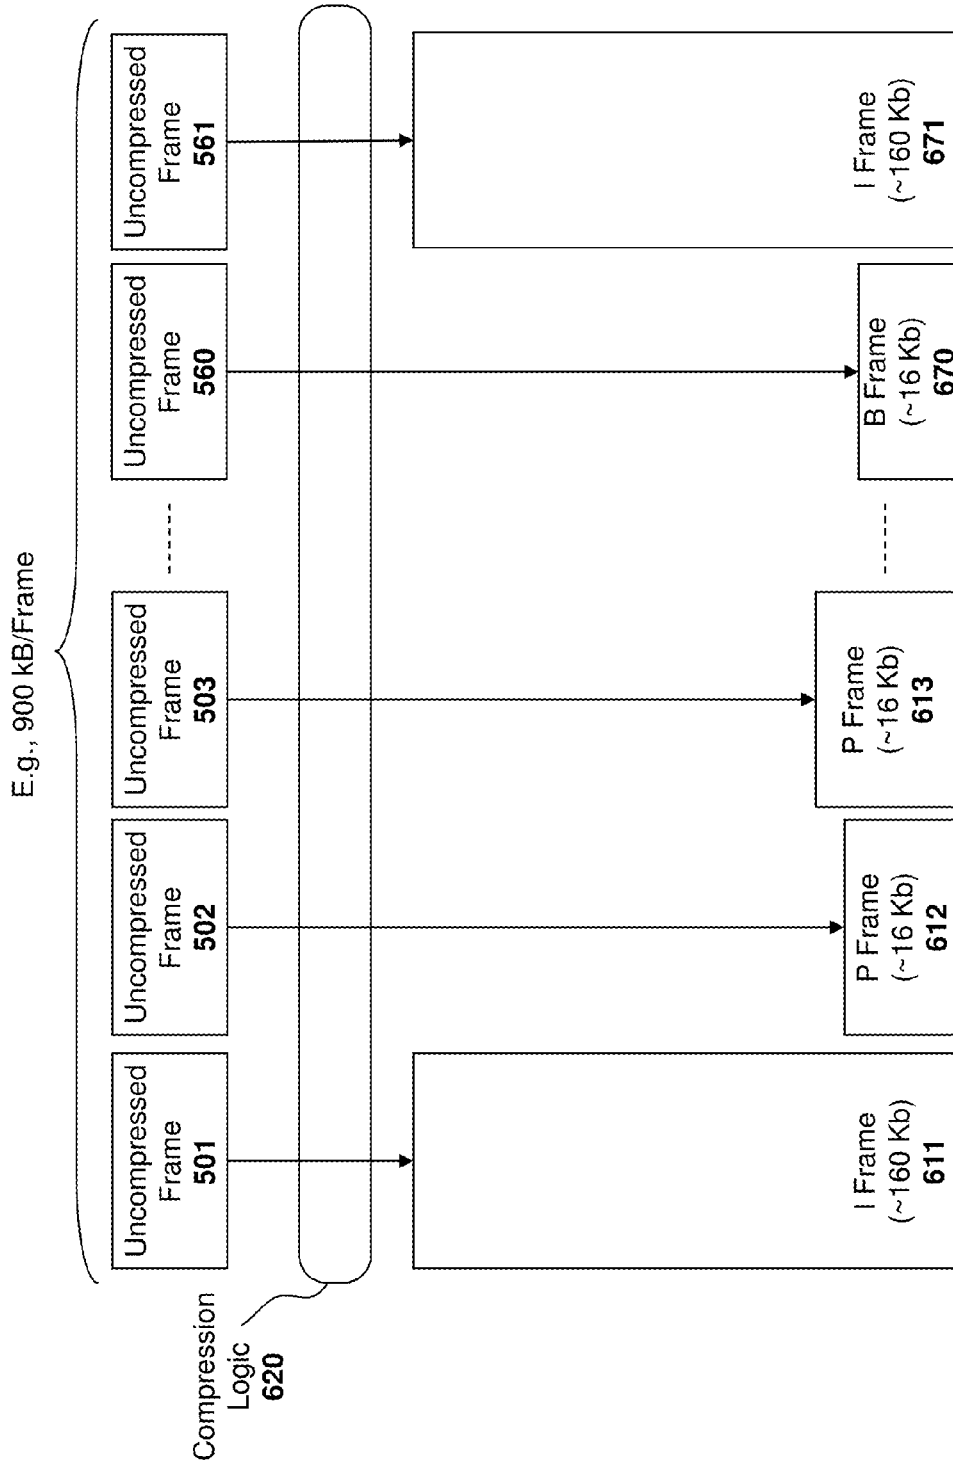 E.g., 900 kB/Frame
Uncompressed
Frame
501
Uncompressed
Frame
502
Uncompressed
Frame
503
Uncompressed
Frame
560
Uncompressed
Frame
561
Compression
Logic
620
I Frame
(~160 Kb)
611
P Frame
(~16 Kb)
612
P Frame
(~16 Kb)
613
B Frame
(~16 Kb)
670
I Frame
(~160 Kb)
671